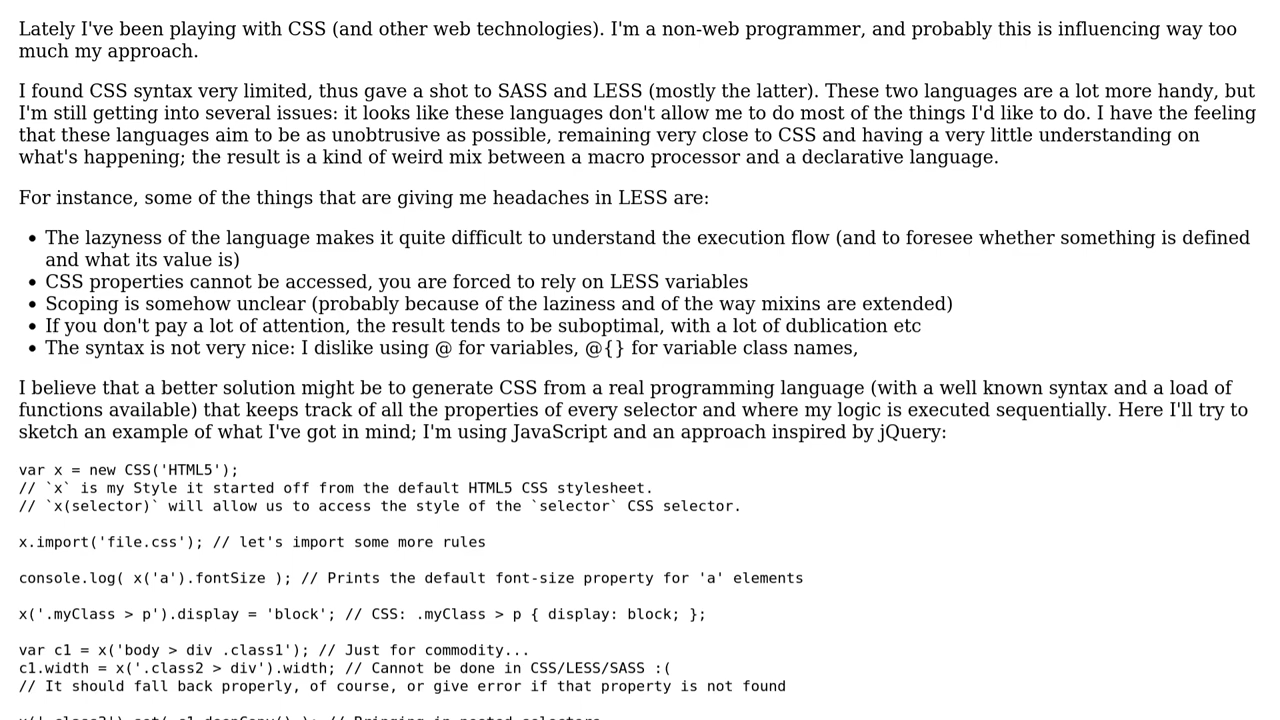 Lately I've been playing with CSS (and other web technologies). I'm a non-web programmer, and probably this is influencing way too
much my approach.
I found CSS syntax very limited, thus gave a shot to SASS and LESS (mostly the latter). These two languages are a lot more handy, but
I'm still getting into several issues: it looks like these languages don't allow me to do most of the things I'd like to do. I have the feeling
that these languages aim to be as unobtrusive as possible, remaining very close to CSS and having a very little understanding on
what's happening; the result is a kind of weird mix between a macro processor and a declarative language.
For instance, some of the things that are giving me headaches in LESS are:
• The lazyness of the language makes it quite difficult to understand the execution flow (and to foresee whether something is defined
and what its value is)
• CSS properties cannot be accessed, you are forced to rely on LESS variables
• Scoping is somehow unclear (probably because of the laziness and of the way mixins are extended)
• If you don't pay a lot of attention, the result tends to be suboptimal, with a lot of dublication etc
• The syntax is not very nice: I dislike using @ for variables, @{} for variable class names,
I believe that a better solution might be to generate CSS from a real programming language (with a well known syntax and a load of
functions available) that keeps track of all the properties of every selector and where my logic is executed sequentially. Here I'll try to
sketch an example of what I've got in mind; I'm using JavaScript and an approach inspired by jQuery:
var x = new CSS('HTML5');
// `x` is my Style it started off from the default HTML5 CSS stylesheet.
// `x(selector)` will allow us to access the style of the `selector` CSS selector.
x.import('file.css'); // let's import some more rules
console.log( x('a').fontSize ); // Prints the default font-size property for 'a' elements
x('.myClass > p').display = 'block'; // CSS: .myClass > p { display: block; };
var c1 = x('body > div .class1'); // Just for commodity...
c1.width = x('.class2 > div').width; // Cannot be done in CSS/LESS/SASS :(
// It should fall back properly, of course, or give error if that property is not found